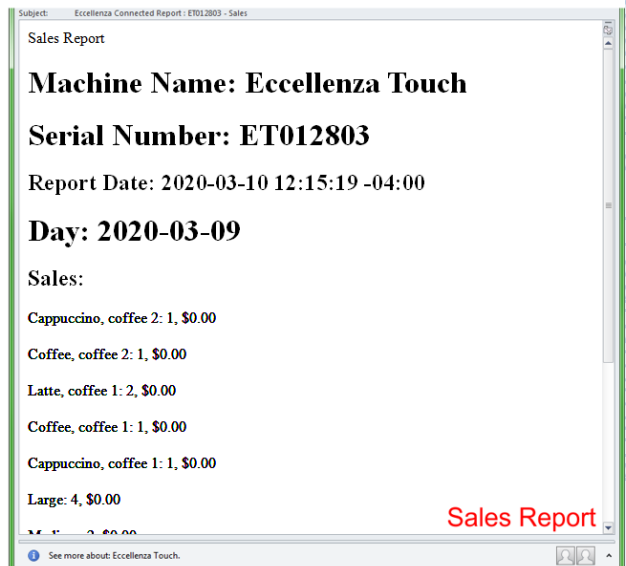 Subject: Eccellenza Connected Report : ET012803 - Sales
Sales Report
Machine Name: Eccellenza Touch
Serial Number: ET012803
Report Date: 2020-03-10 12:15:19 -04:00
Day: 2020-03-09
Sales:
Cappuccino, coffee 2: 1, $0.00
Coffee, coffee 2: 1, $0.00
Latte, coffee 1: 2, $0.00
Coffee, coffee 1: 1, $0.00
Cappuccino, coffee 1: 1, $0.00
Large: 4, $0.00
Sales Report
See more about: Eccellenza Touch.